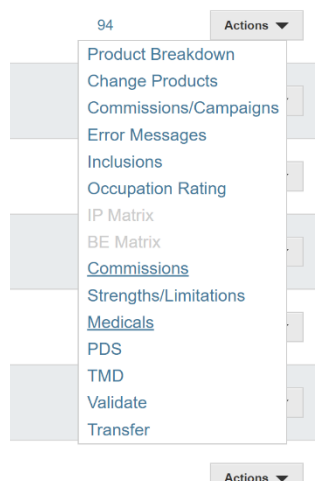 94 Actions
Product Breakdown
Change Products
Commissions/Campaigns
Error Messages
Inclusions
Occupation Rating
IP Matrix
BE Matrix
Commissions
Strengths/Limitations
Medicals
PDS
TMD
Validate
Transfer
Actions